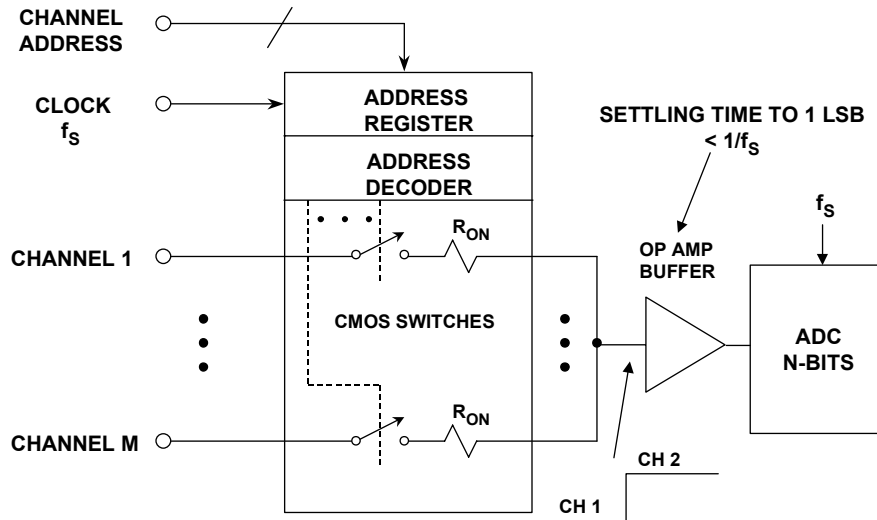 CHANNEL
ADDRESS
CLOCK
fS
ADDRESS
REGISTER
ADDRESS
DECODER
SETTLING TIME TO 1 LSB
< 1/fS
fS
RON
OP AMP
BUFFER
CHANNEL 1
CMOS SWITCHES
ADC
N-BITS
RON
CHANNEL M
CH 2
CH 1